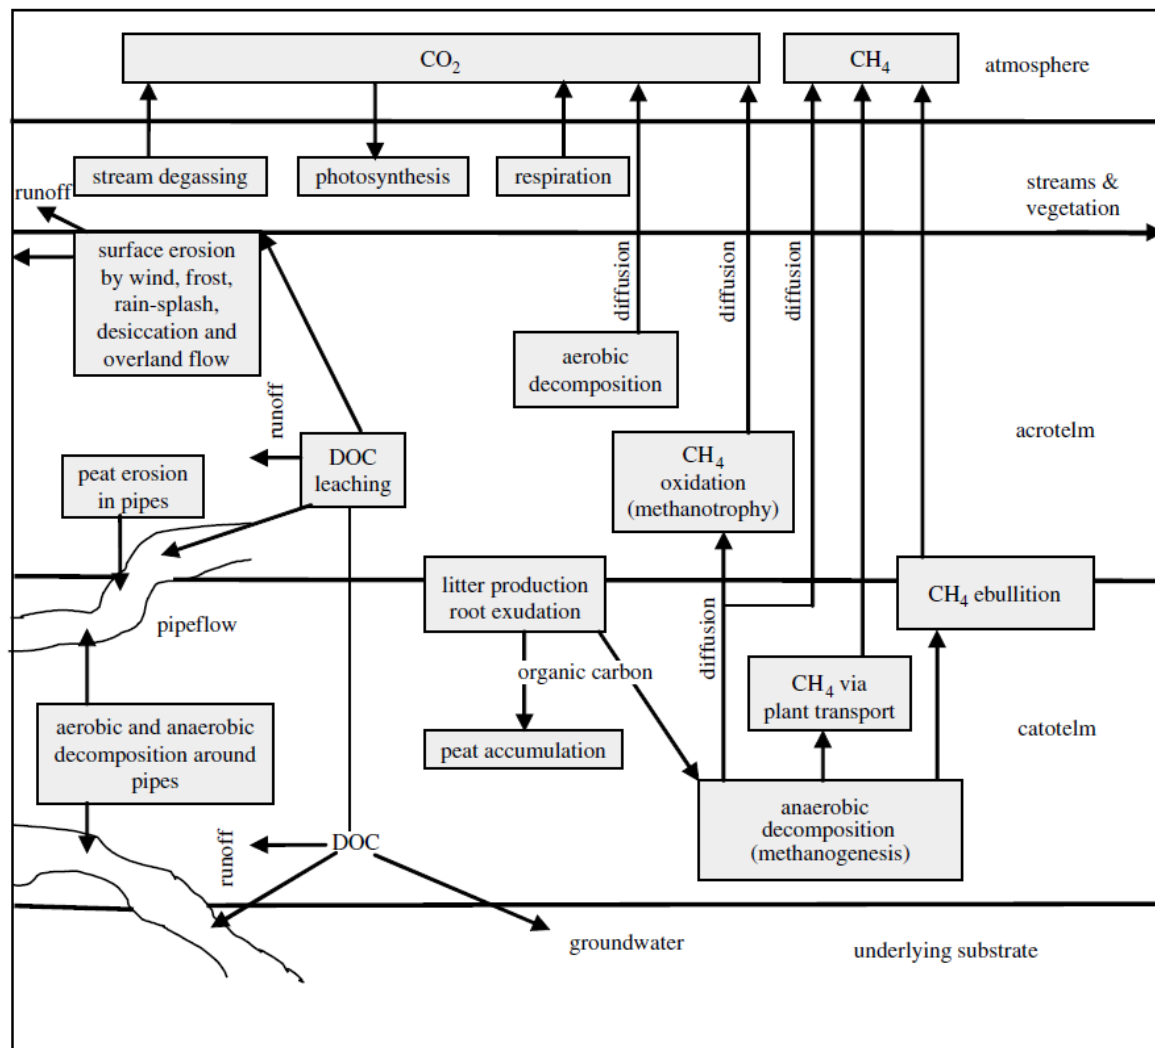 CO₂
CH₄
atmosphere
stream degassing
photosynthesis
respiration
streams &
vegetation
runoff
surface erosion
by wind, frost,
rain-splash,
desiccation and
overland flow
diffusion
diffusion
diffusion
aerobic
decomposition
acrotelm
runoff
DOC
leaching
CH₄
oxidation
(methanotrophy)
peat erosion
in pipes
litter production
root exudation
CH₄ ebullition
pipeflow
diffusion
organic carbon
CH₄ via
plant transport
catotelm
aerobic and anaerobic
decomposition around
pipes
peat accumulation
anaerobic
decomposition
(methanogenesis)
runoff
DOC
groundwater
underlying substrate